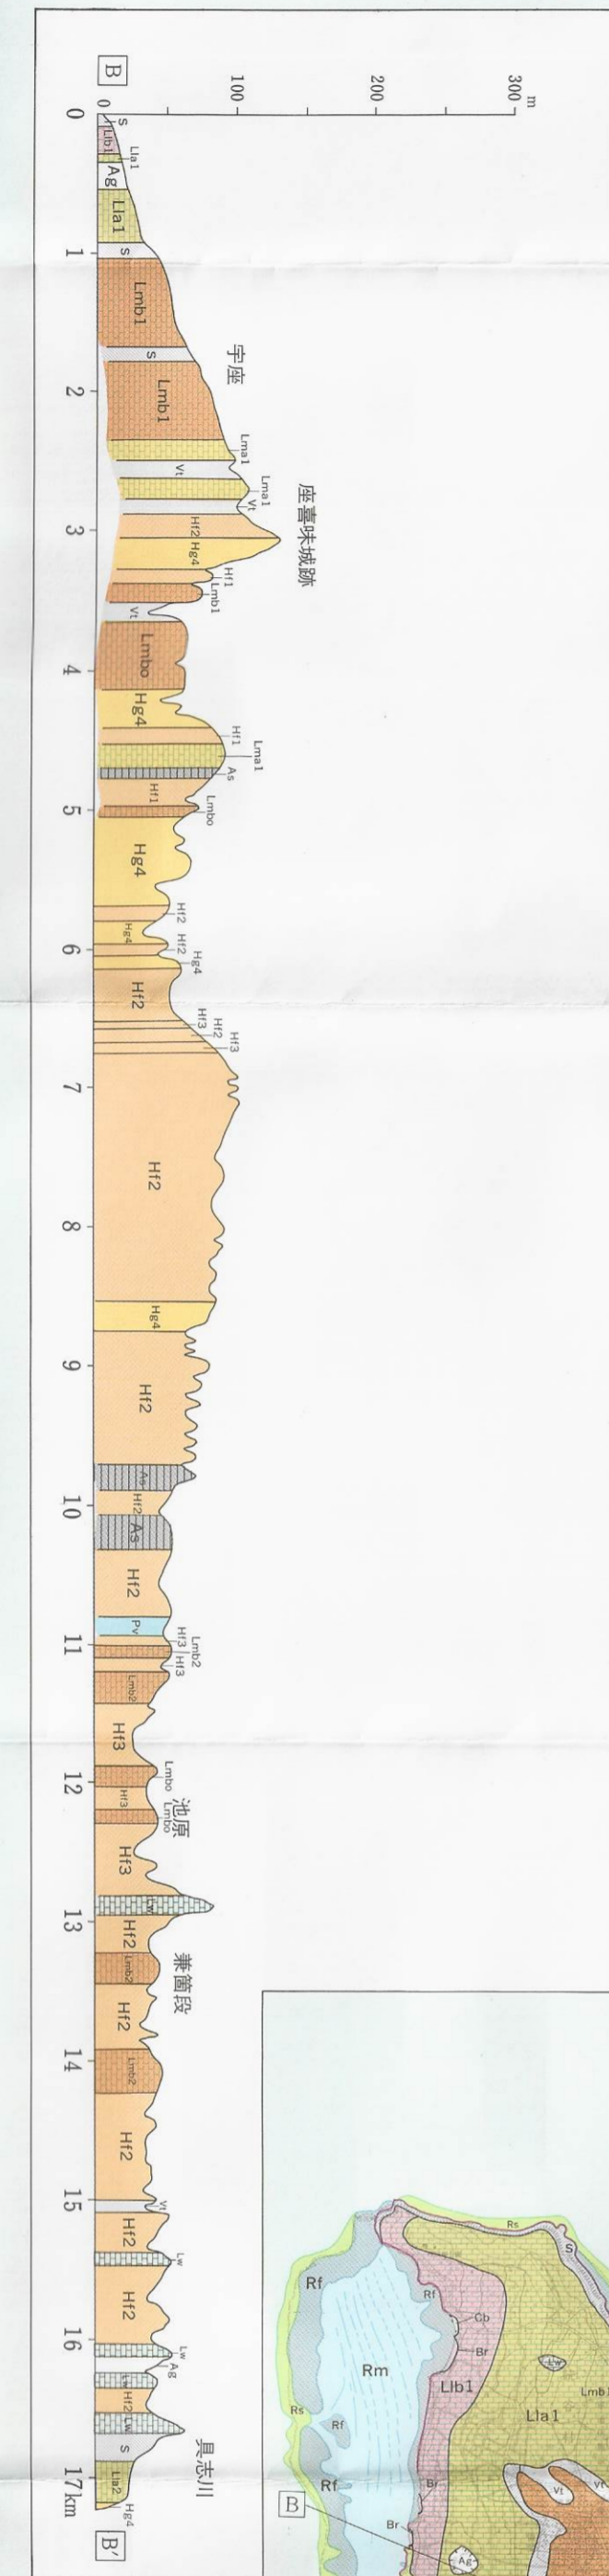 B
0
100
200
300
m
0
S
Llb1
Lla1
Ag
Lla1
1
S
Lmb1
宇座
S
2
Lmb1
Lma1
Vt
Lma1
Vt
座喜味城跡
3
Hf2
Hg4
Hf1
Lmb1
Vt
Lmbo
4
Hg4
Hf1
Lma1
As
Hf1
Lmbo
5
Hg4
Hf2
Hg4
6
Hf2
Hg4
Hf2
Hf3
Hf2
Hf3
7
Hf2
8
Hg4
9
Hf2
As
10
Hf2
As
Hf2
Pv
11
Hf3
Lmb2
Hf3
Lmb2
Hf3
Lmbo
12
Hf3
池原
Lmbo
Hf3
Lw
13
Hf2
Lmb2
兼箇段
Hf2
14
Lmb2
Hf2
15
Vt
Hf2
Lw
Hf2
16
Lw
Ag
Lw
Hf2
Lw
S
具志川
Lla2
17km
Hg4
B′
Rs
S
Rf
Rf
Cb
Br
Lw
Rm
Llb1
Lmb1
Lla1
Rs
Rf
Rf
Vt
Vt
Br
B
Br
Ag